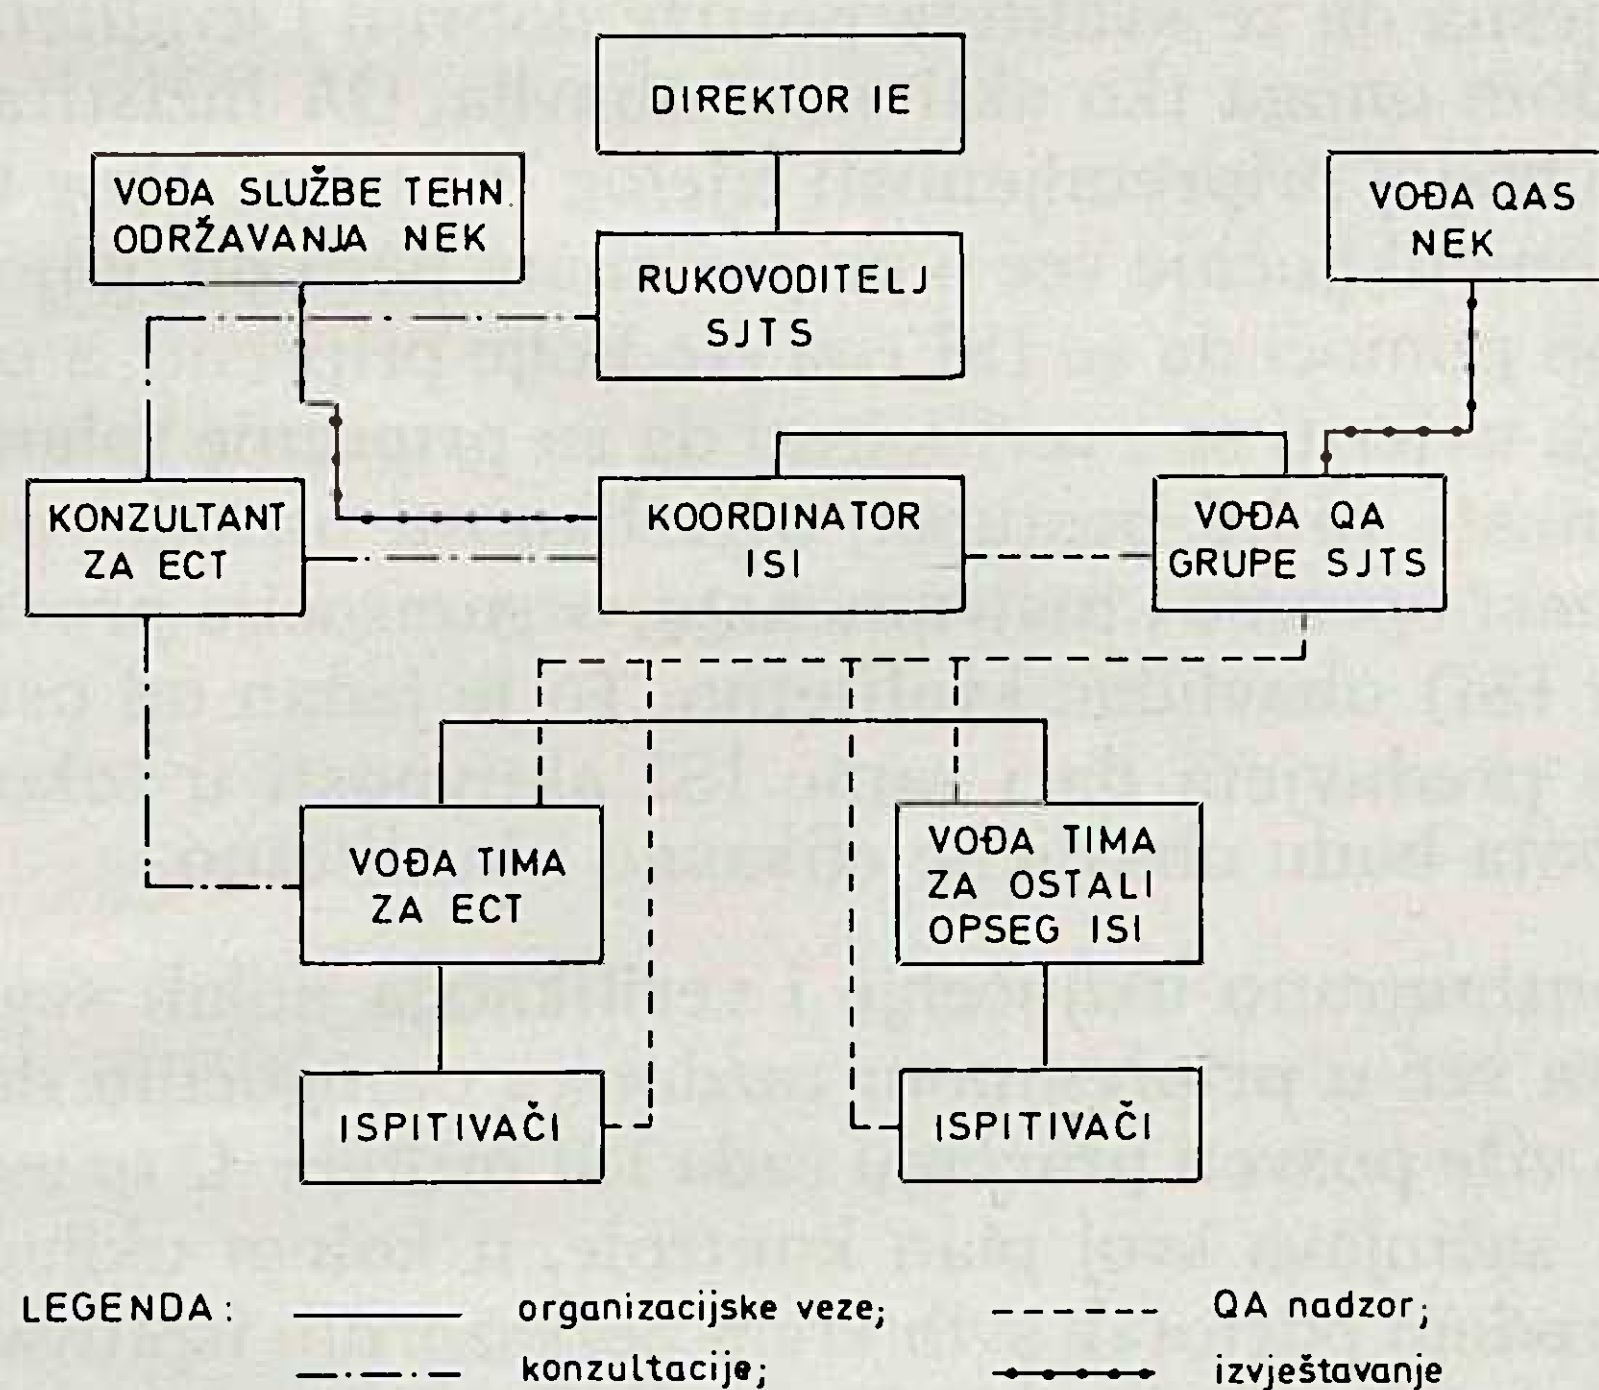 DIREKTOR IE
VOĐA SLUŽBE TEHN.
ODRŽAVANJA NEK
VOĐA QAS
NEK
RUKOVODITELJ
SJTS
KONZULTANT
ZA ECT
KOORDINATOR
ISI
VOĐA QA
GRUPE SJTS
VOĐA TIMA
ZA ECT
VOĐA TIMA
ZA OSTALI
OPSEG ISI
ISPITIVAČI
ISPITIVAČI
LEGENDA: organizacijske veze; QA nadzor;
konzultacije; izvještavanje